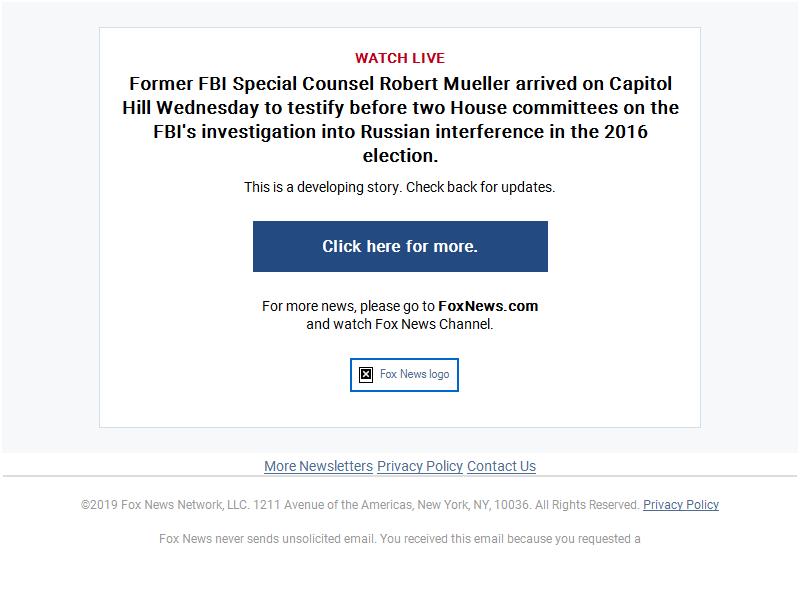 WATCH LIVE
Former FBI Special Counsel Robert Mueller arrived on Capitol
Hill Wednesday to testify before two House committees on the
FBI's investigation into Russian interference in the 2016
election.
This is a developing story. Check back for updates.
Click here for more.
For more news, please go to FoxNews.com
and watch Fox News Channel.
Fox News logo
More Newsletters Privacy Policy Contact Us
©2019 Fox News Network, LLC. 1211 Avenue of the Americas, New York, NY, 10036. All Rights Reserved. Privacy Policy
Fox News never sends unsolicited email. You received this email because you requested a